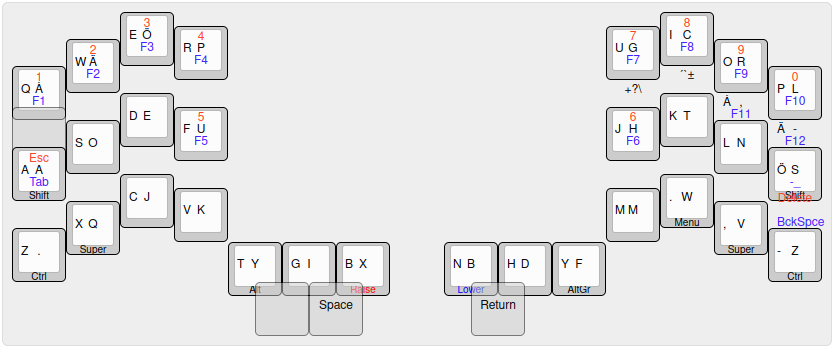 1
Q Å
F1
2
W Ä
F2
3
E Ö
F3
4
R P
F4
7
U G
F7
8
I C
F8
9
O R
F9
0
P L
F10
+?\
´`±
Å ,
F11
Ä -
F12
Esc
A A
Tab
Shift
S O
D E
5
F U
F5
6
J H
F6
K T
L N
Ö S
-_
Shift
Delete
BckSpce
Z .
Ctrl
X Q
Super
C J
V K
M M
. W
Menu
, V
Super
- Z
Ctrl
T Y
Alt
G I
B X
Raise
N B
Lower
H D
Y F
AltGr
Space
Return